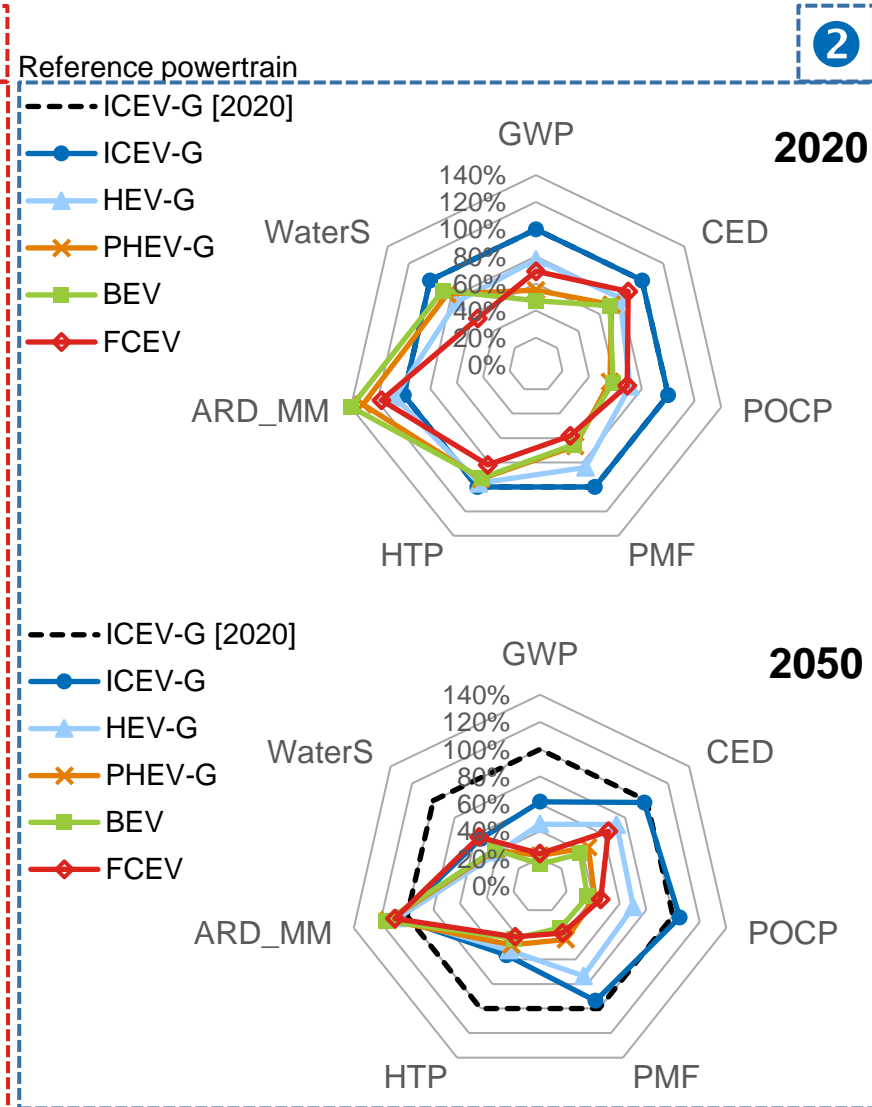 2
Reference powertrain
ICEV-G [2020]
ICEV-G
HEV-G
PHEV-G
BEV
FCEV
2020
GWP
CED
POCP
PMF
HTP
ARD_MM
WaterS
140%
120%
100%
80%
60%
40%
20%
0%
ICEV-G [2020]
ICEV-G
HEV-G
PHEV-G
BEV
FCEV
2050
GWP
CED
POCP
PMF
HTP
ARD_MM
WaterS
140%
120%
100%
80%
60%
40%
20%
0%